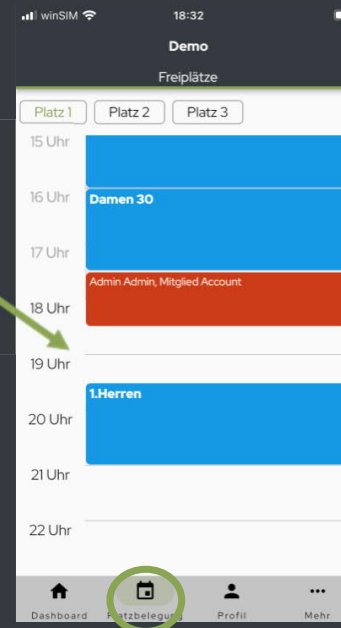 winSIM 18:32
Demo
Freiplätze
Platz 1 Platz 2 Platz 3
15 Uhr
16 Uhr
Damen 30
17 Uhr
Admin Admin, Mitglied Account
18 Uhr
19 Uhr
1.Herren
20 Uhr
21 Uhr
22 Uhr
Dashboard Platzbelegung Profil Mehr